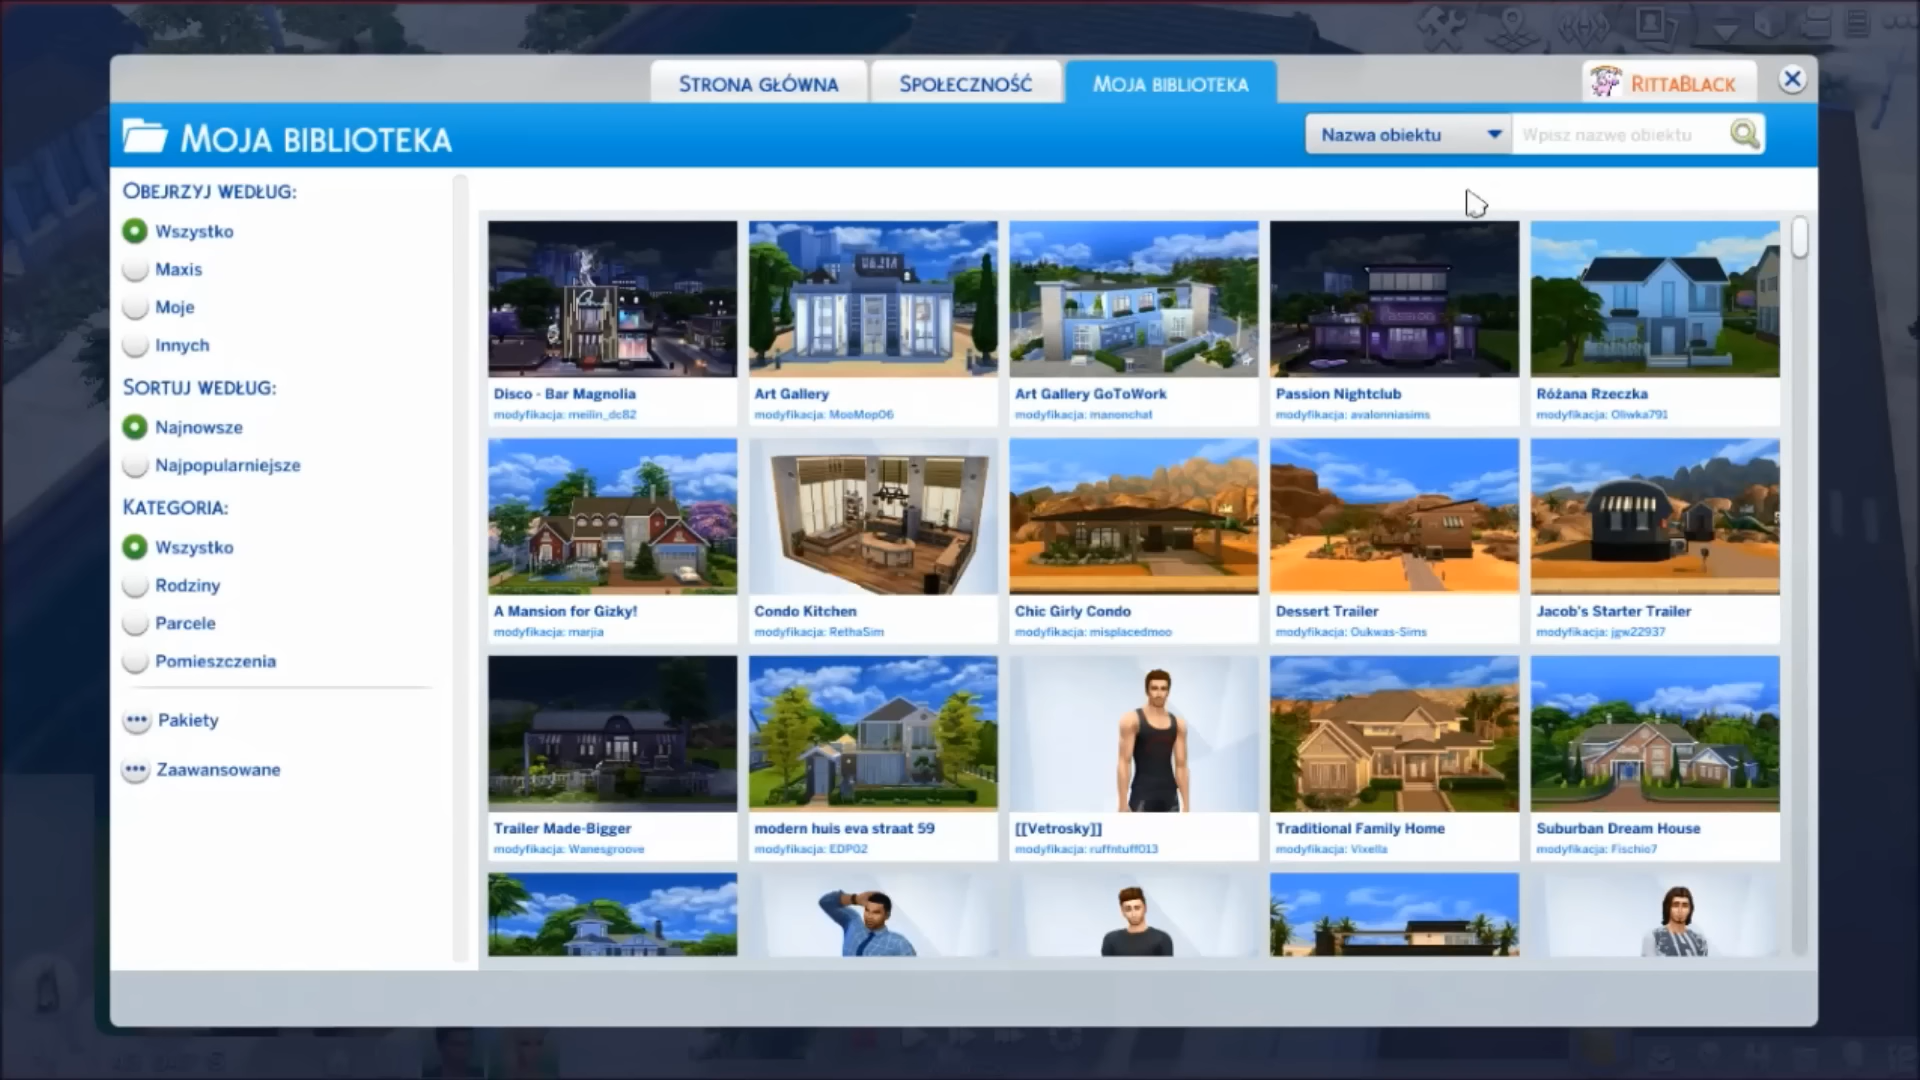 STRONA GŁÓWNA
SPOŁECZNOŚĆ
MOJA BIBLIOTEKA
RITTABLACK
MOJA BIBLIOTEKA
Nazwa obiektu
Wpisz nazwę obiektu
OBEJRZYJ WEDŁUG:
Wszystko
Maxis
Moje
Innych
SORTUJ WEDŁUG:
Najnowsze
Najpopularniejsze
KATEGORIA:
Wszystko
Rodziny
Parcele
Pomieszczenia
Pakiety
Zaawansowane
Disco - Bar Magnolia
modyfikacja: meilin_dc82
Art Gallery
modyfikacja: MooMop06
Art Gallery GoToWork
modyfikacja: manonchat
Passion Nightclub
modyfikacja: avalonniasims
Różana Rzeczka
modyfikacja: Oliwka791
A Mansion for Gizky!
modyfikacja: marjia
Condo Kitchen
modyfikacja: RethaSim
Chic Girly Condo
modyfikacja: misplacedmoo
Dessert Trailer
modyfikacja: Oukwas-Sims
Jacob's Starter Trailer
modyfikacja: jgw22937
Trailer Made-Bigger
modyfikacja: Wanesgroove
modern huis eva straat 59
modyfikacja: EDP02
[[Vetrosky]]
modyfikacja: ruffntuff013
Traditional Family Home
modyfikacja: Vixella
Suburban Dream House
modyfikacja: Fischio7